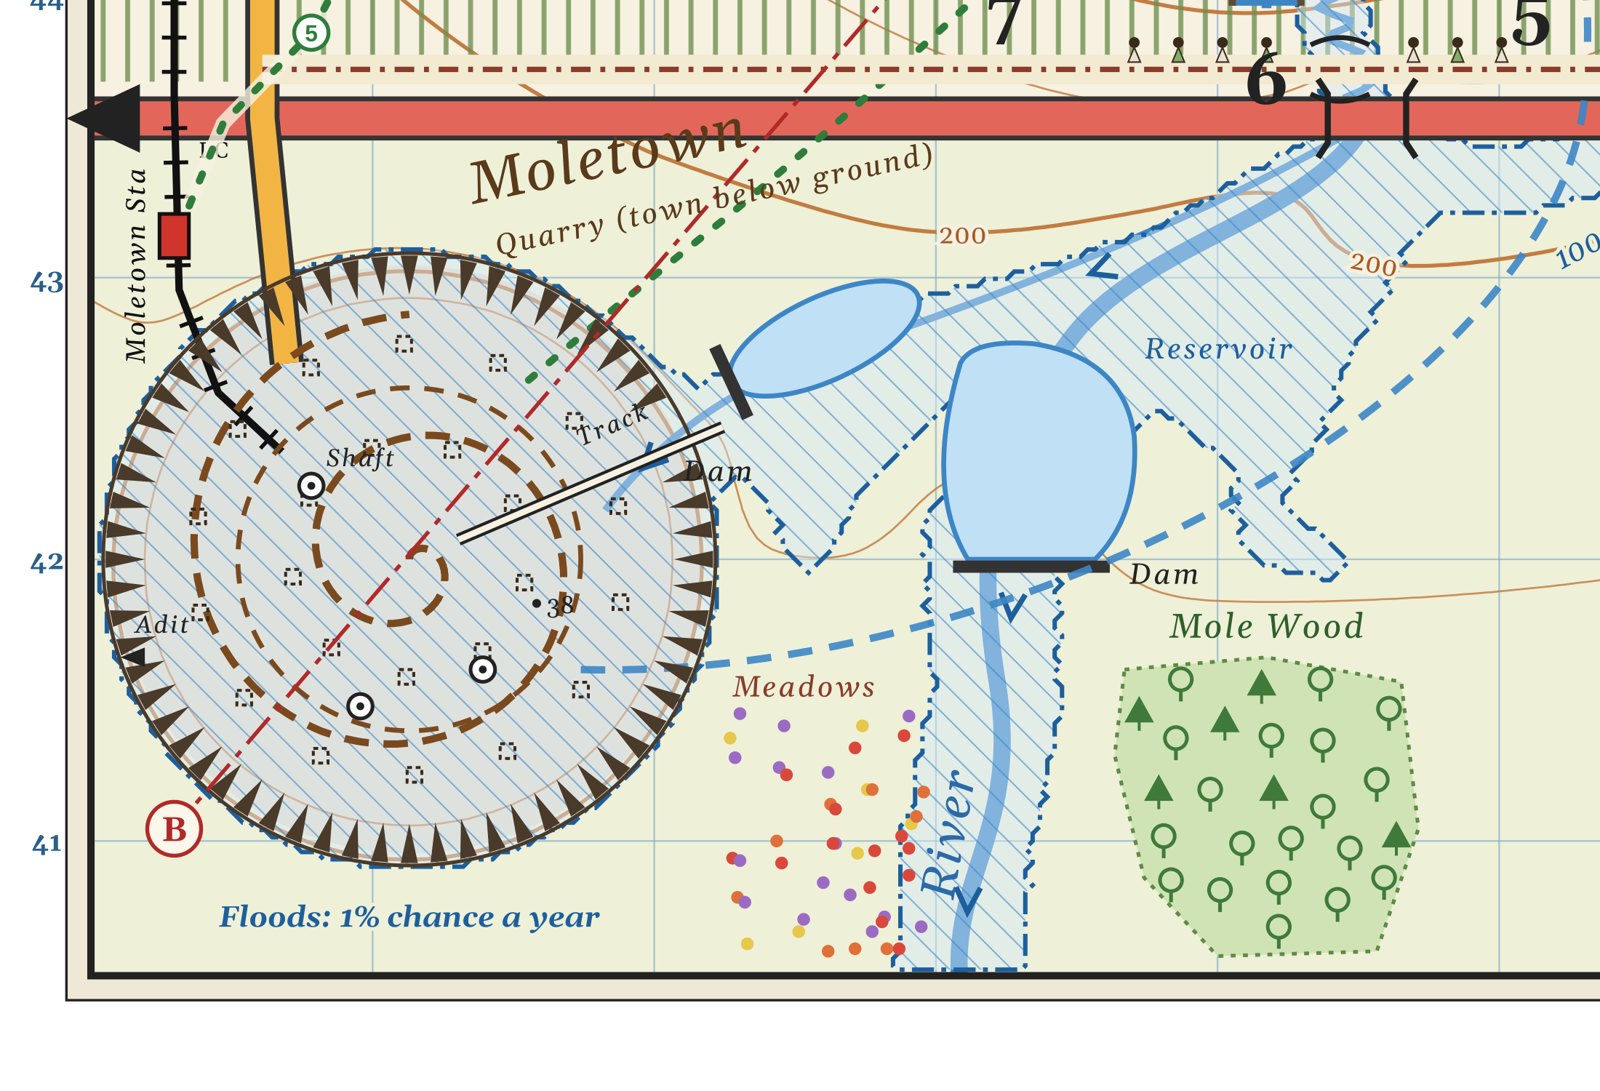 44
5
7
5
6
LC
Moletown
Quarry (town below ground)
Moletown Sta
200
200
100
43
Reservoir
Track
Shaft
Dam
42
Dam
38
Adit
Mole Wood
Meadows
B
41
River
Floods: 1% chance a year